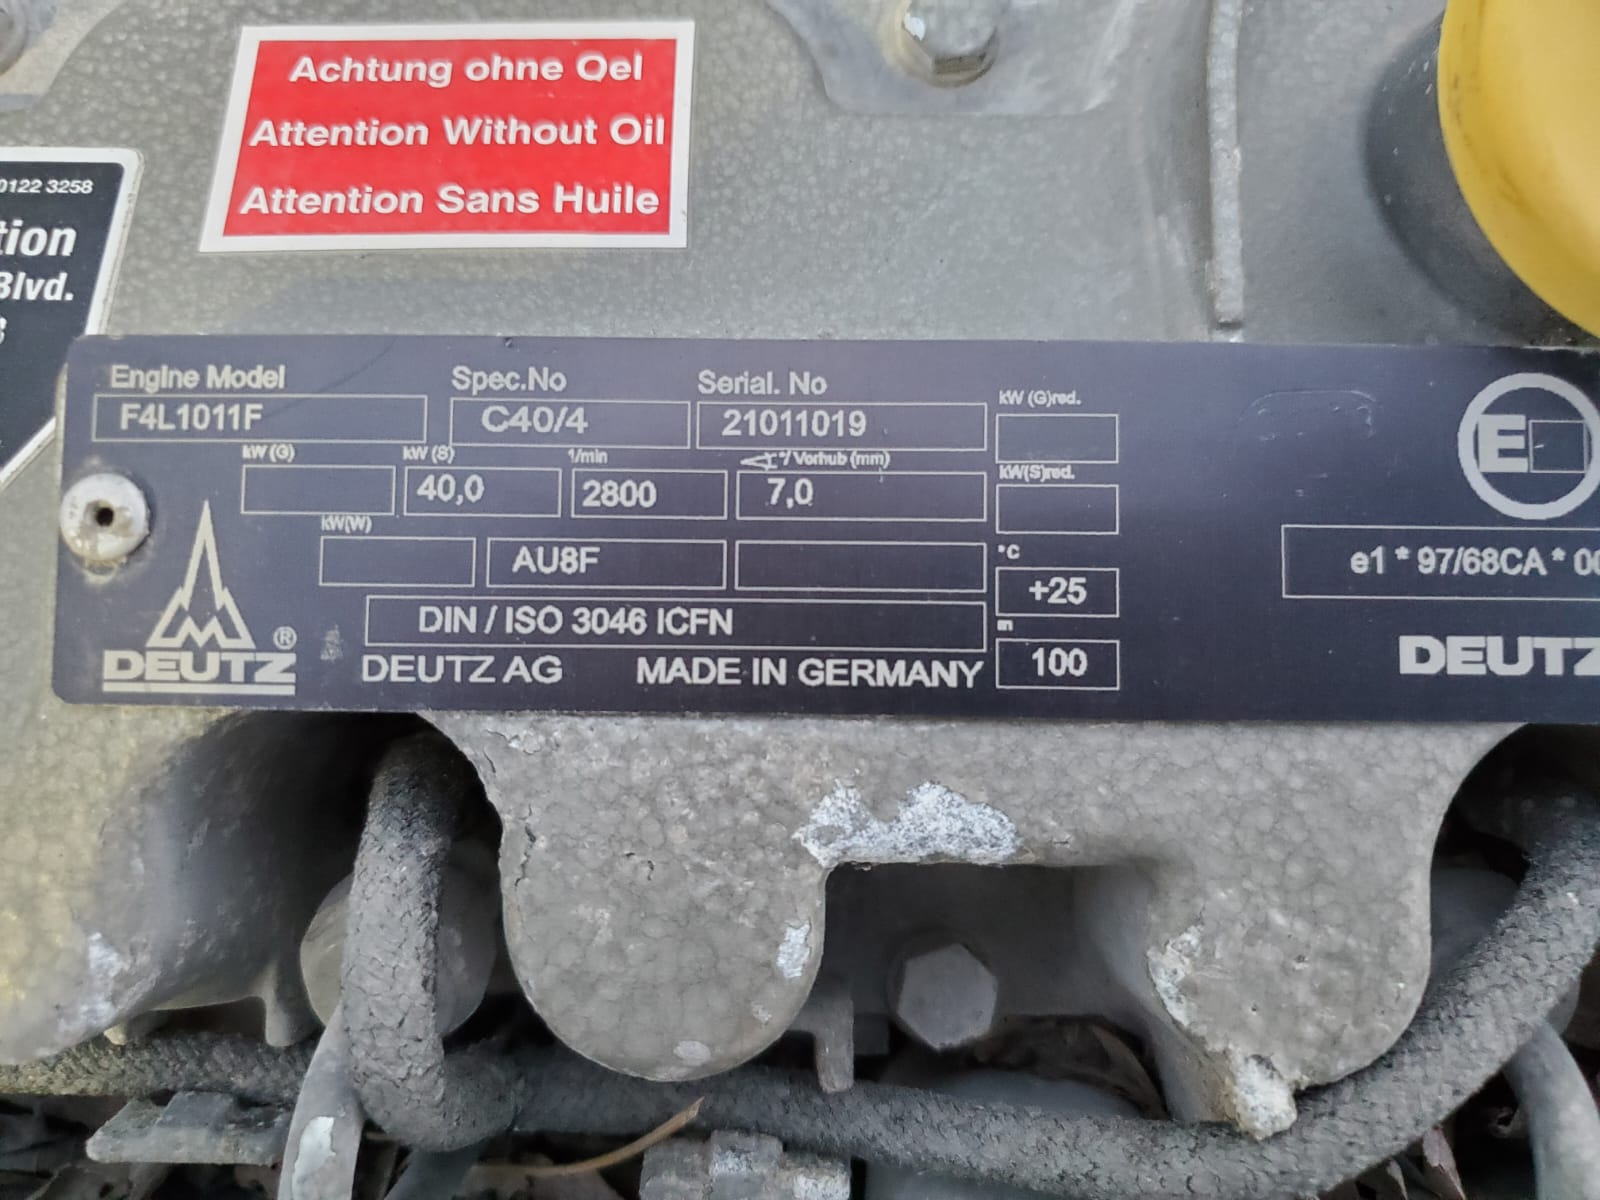 Achtung ohne Oel
Attention Without Oil
Attention Sans Huile
0122 3258
tion
Blvd.
Engine Model
Spec.No
Serial. No
kW (G)red.
F4L1011F
C40/4
21011019
kW (G)
kW (S)
1/min
°/ Vorhub (mm)
kW(S)red.
40,0
2800
7,0
E
kW(W)
AU8F
°C
+25
e1 * 97/68CA * 00
DIN / ISO 3046 ICFN
m
100
DEUTZ ®
DEUTZ AG
MADE IN GERMANY
DEUTZ